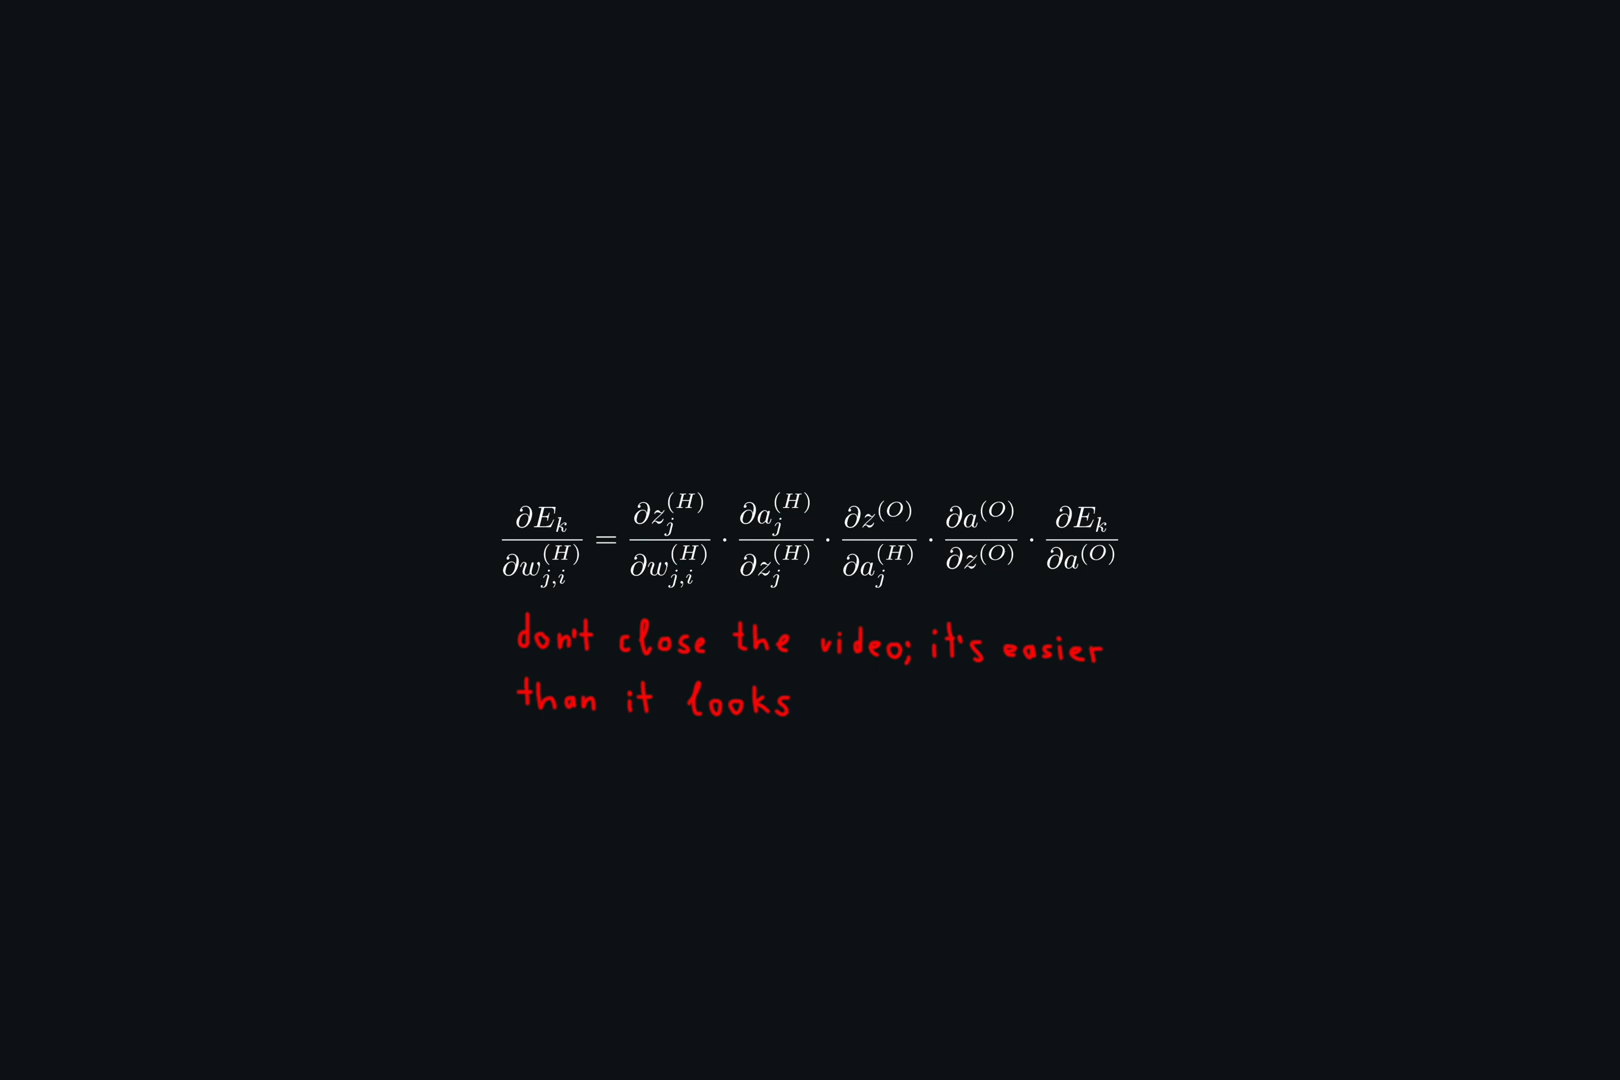 ∂E_k/∂w_{j,i}^{(H)} = ∂z_j^{(H)}/∂w_{j,i}^{(H)} · ∂a_j^{(H)}/∂z_j^{(H)} · ∂z^{(O)}/∂a_j^{(H)} · ∂a^{(O)}/∂z^{(O)} · ∂E_k/∂a^{(O)}
don't close the video; it's easier
than it looks